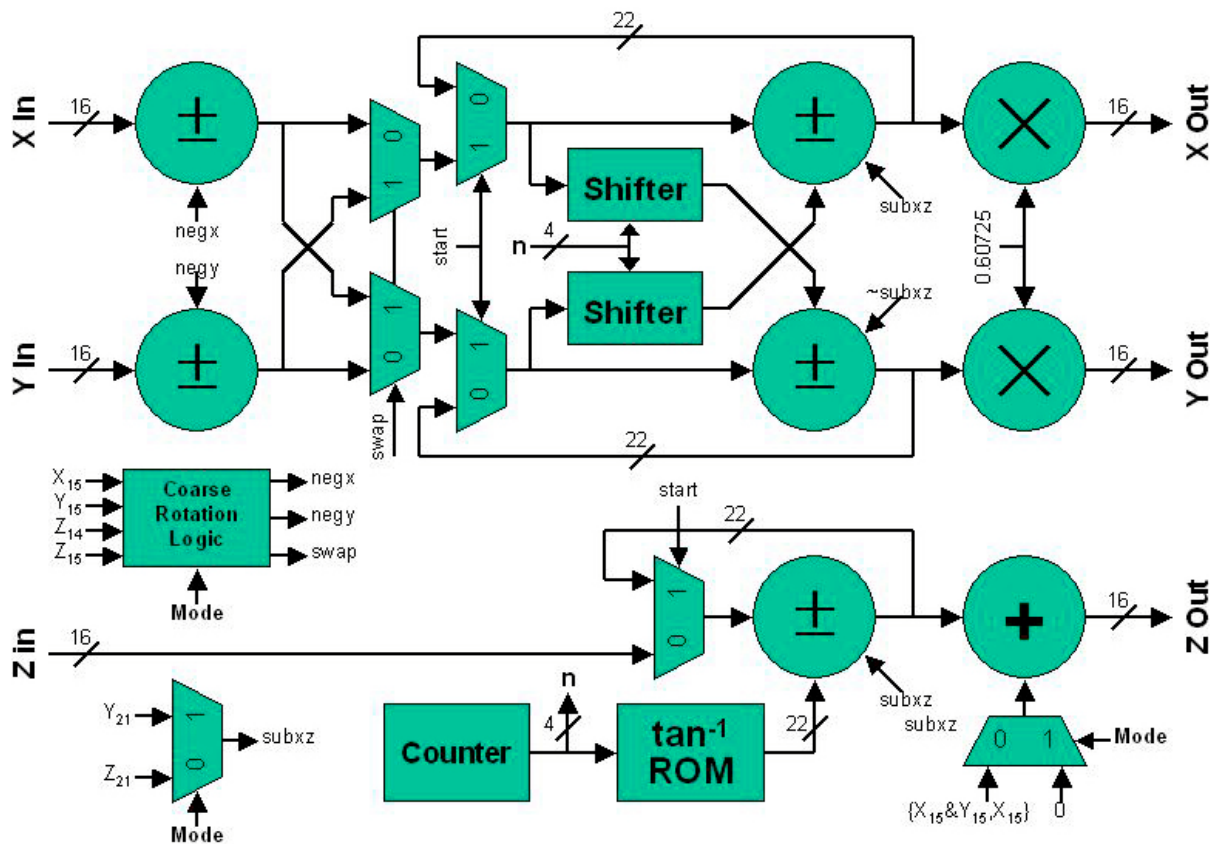 22
X In
16
±
negx
0
1
0
1
start
Shifter
n
4
Shifter
±
subxz
×
0.60725
16
X Out
Y In
16
negy
±
1
0
swap
1
0
22
~subxz
±
×
16
Y Out
X15
Y15
Z14
Z15
Coarse
Rotation
Logic
negx
negy
swap
Mode
start
22
Z in
16
1
0
±
subxz
+
16
Z Out
Y21
Z21
1
0
subxz
Mode
Counter
n
4
tan-1
ROM
22
subxz
0
1
Mode
{X15&Y15,X15}
0